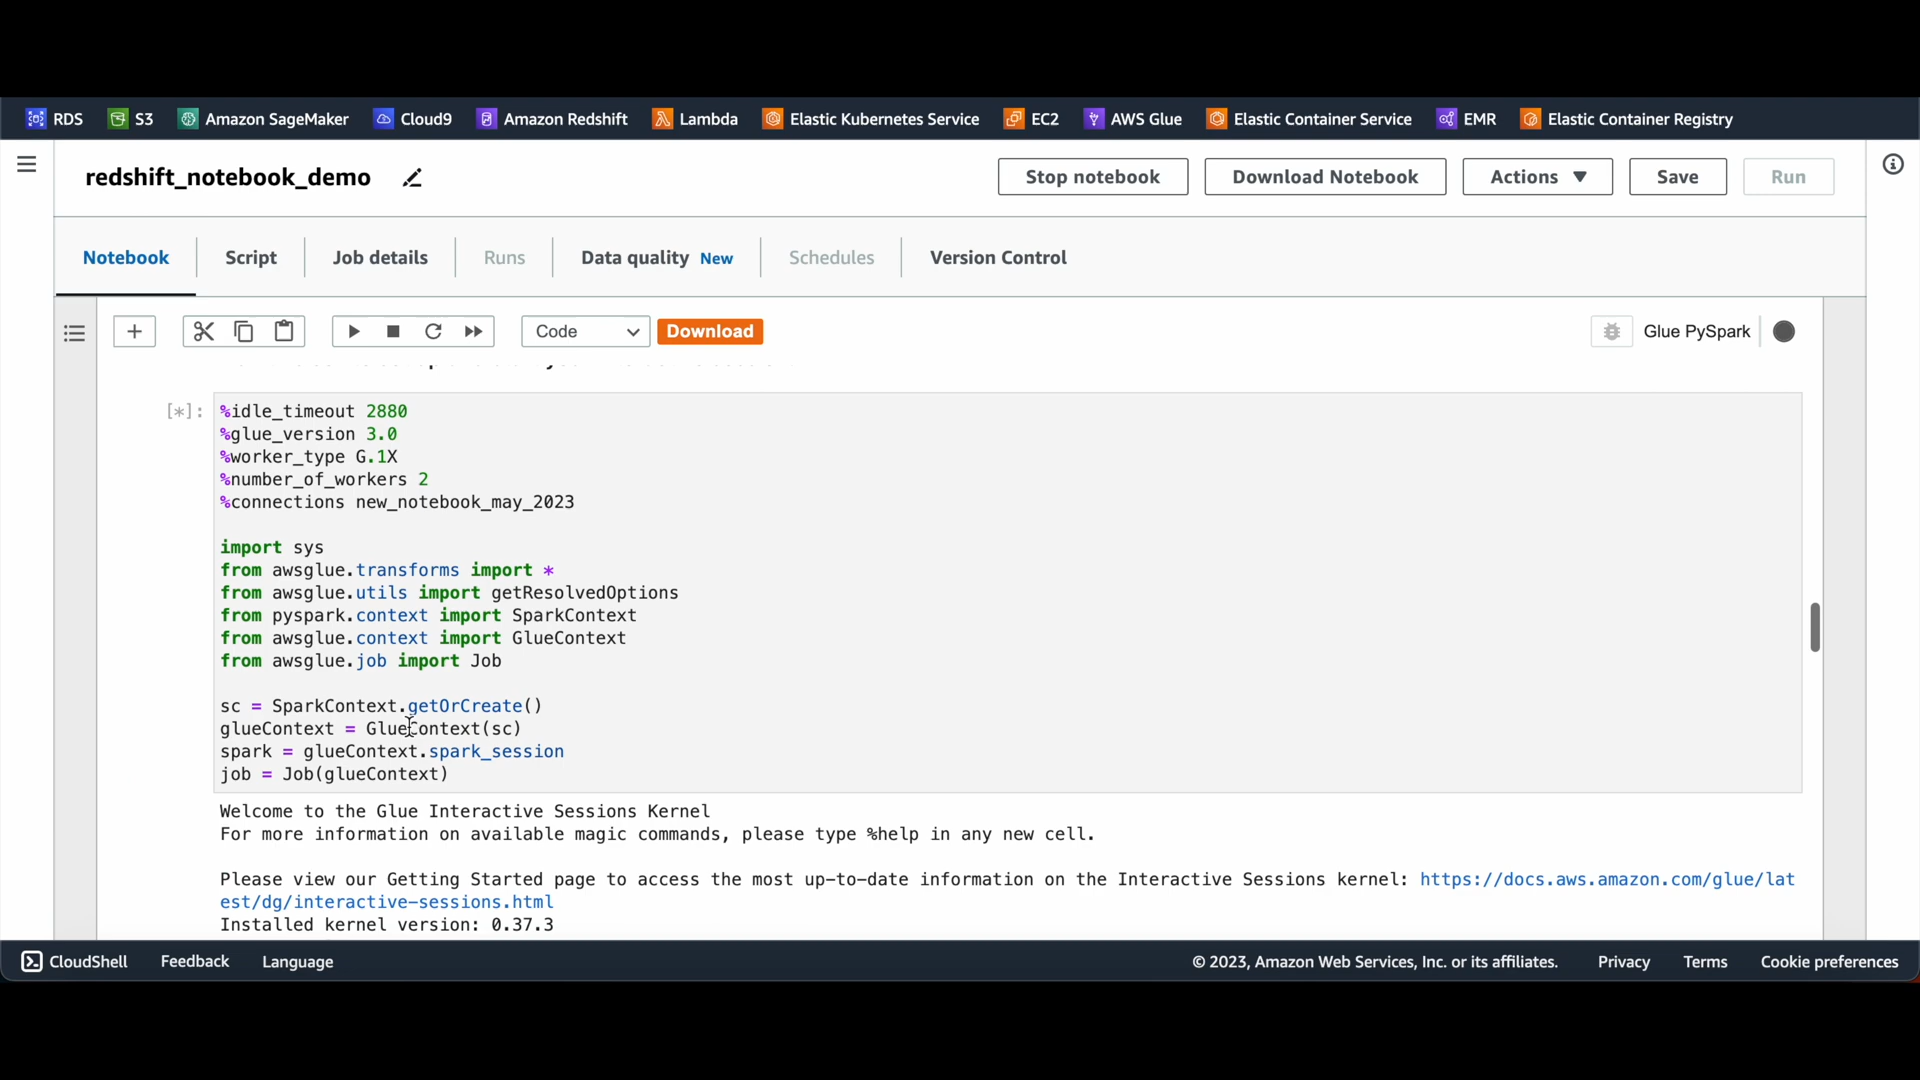 RDS S3 Amazon SageMaker Cloud9 Amazon Redshift Lambda Elastic Kubernetes Service EC2 AWS Glue Elastic Container Service EMR Elastic Container Registry
redshift_notebook_demo Stop notebook Download Notebook Actions Save Run
Notebook Script Job details Runs Data quality New Schedules Version Control
Code Download Glue PySpark
[*]: %idle_timeout 2880
%glue_version 3.0
%worker_type G.1X
%number_of_workers 2
%connections new_notebook_may_2023
import sys
from awsglue.transforms import *
from awsglue.utils import getResolvedOptions
from pyspark.context import SparkContext
from awsglue.context import GlueContext
from awsglue.job import Job
sc = SparkContext.getOrCreate()
glueContext = GlueContext(sc)
spark = glueContext.spark_session
job = Job(glueContext)
Welcome to the Glue Interactive Sessions Kernel
For more information on available magic commands, please type %help in any new cell.
Please view our Getting Started page to access the most up-to-date information on the Interactive Sessions kernel: https://docs.aws.amazon.com/glue/lat
est/dg/interactive-sessions.html
Installed kernel version: 0.37.3
CloudShell Feedback Language © 2023, Amazon Web Services, Inc. or its affiliates. Privacy Terms Cookie preferences